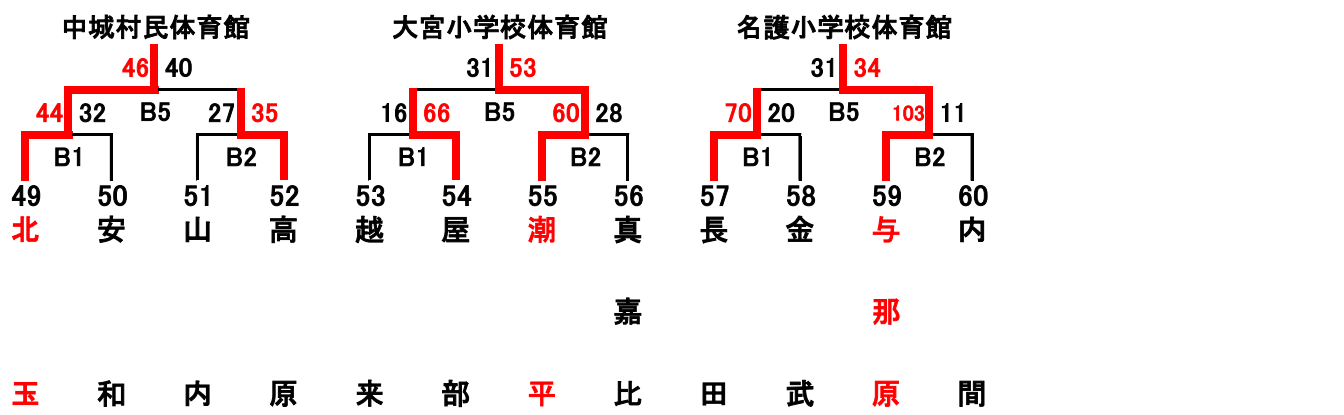 中城村民体育館 大宮小学校体育館 名護小学校体育館
46 40 31 53 31 34
44 32 B5 27 35 16 66 B5 60 28 70 20 B5 103 11
B1 B2 B1 B2 B1 B2
49 50 51 52 53 54 55 56 57 58 59 60
北玉
安和
山内
高原
越来
屋部
潮平
真嘉比
長田
金武
与那原
内間